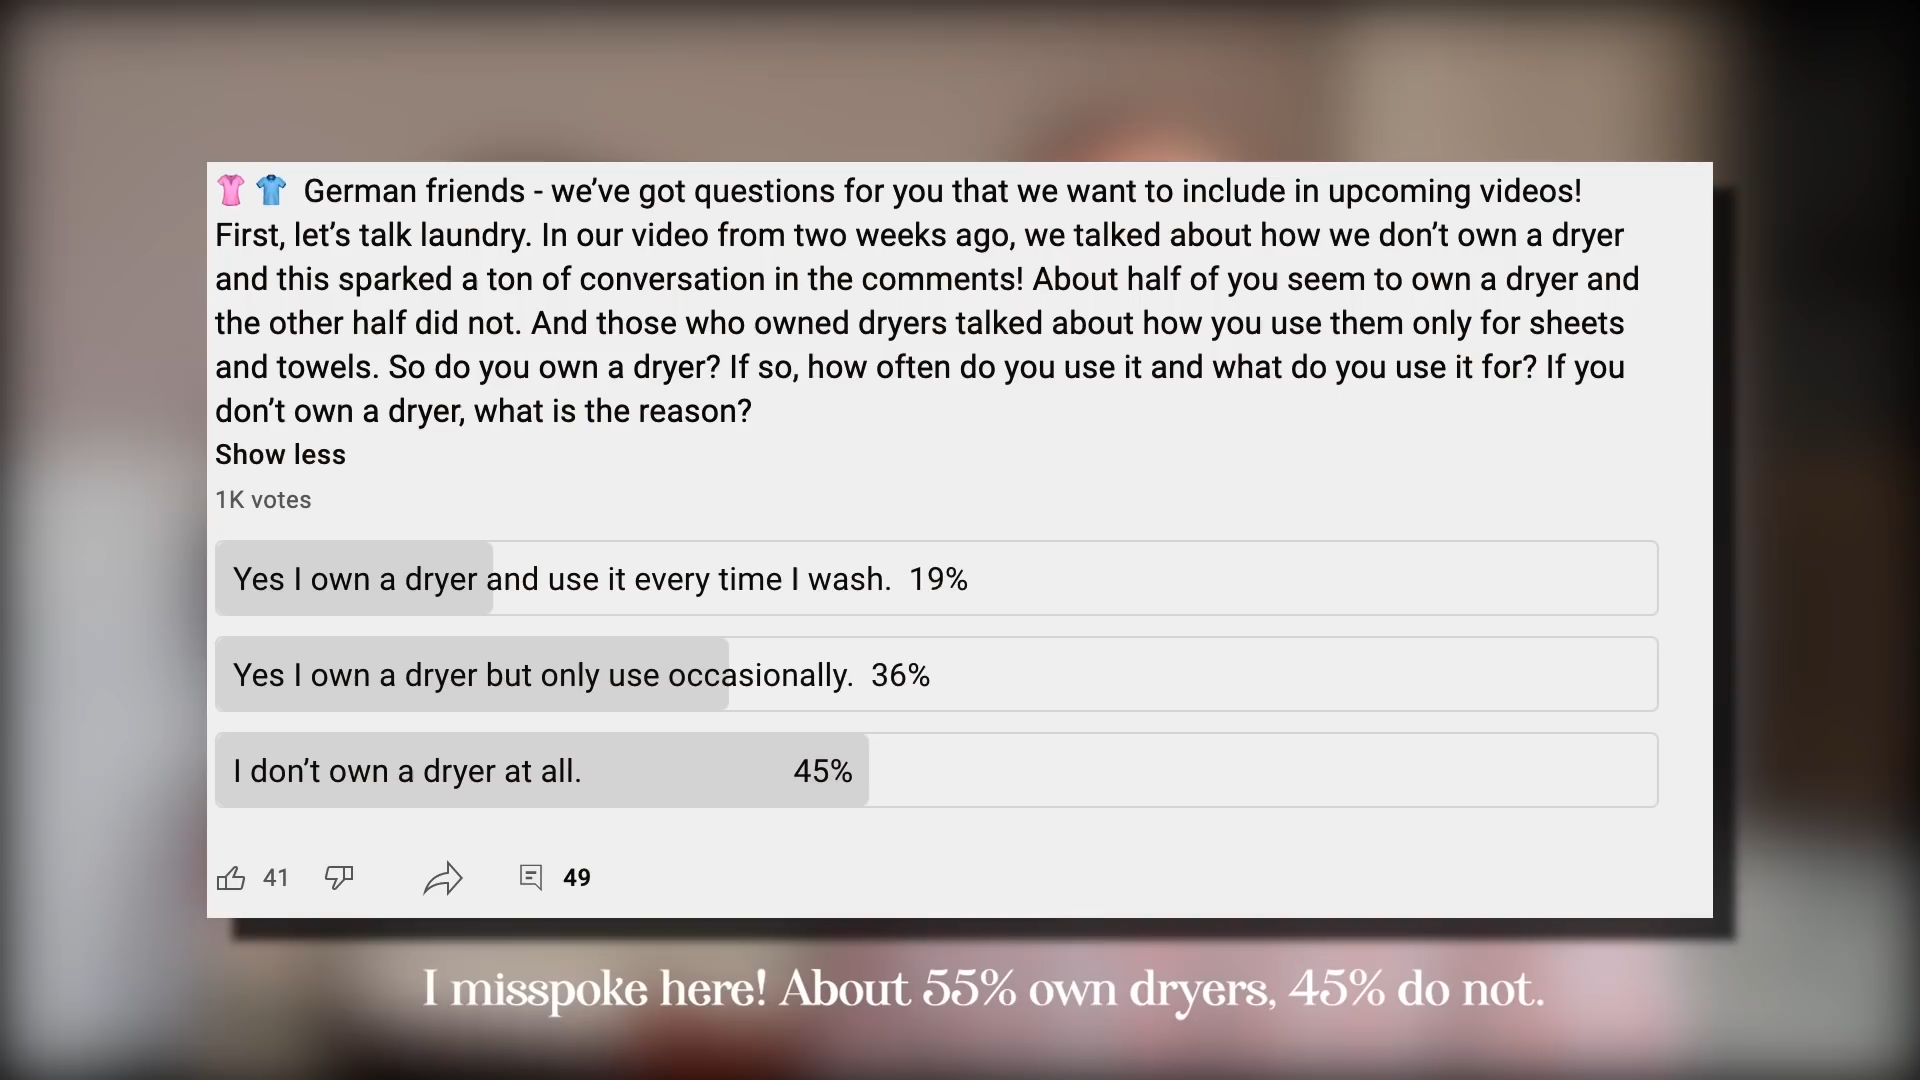 👚👕 German friends - we’ve got questions for you that we want to include in upcoming videos!
First, let’s talk laundry. In our video from two weeks ago, we talked about how we don’t own a dryer
and this sparked a ton of conversation in the comments! About half of you seem to own a dryer and
the other half did not. And those who owned dryers talked about how you use them only for sheets
and towels. So do you own a dryer? If so, how often do you use it and what do you use it for? If you
don’t own a dryer, what is the reason?
Show less
1K votes
Yes I own a dryer and use it every time I wash. 19%
Yes I own a dryer but only use occasionally. 36%
I don’t own a dryer at all. 45%
41 49
I misspoke here! About 55% own dryers, 45% do not.